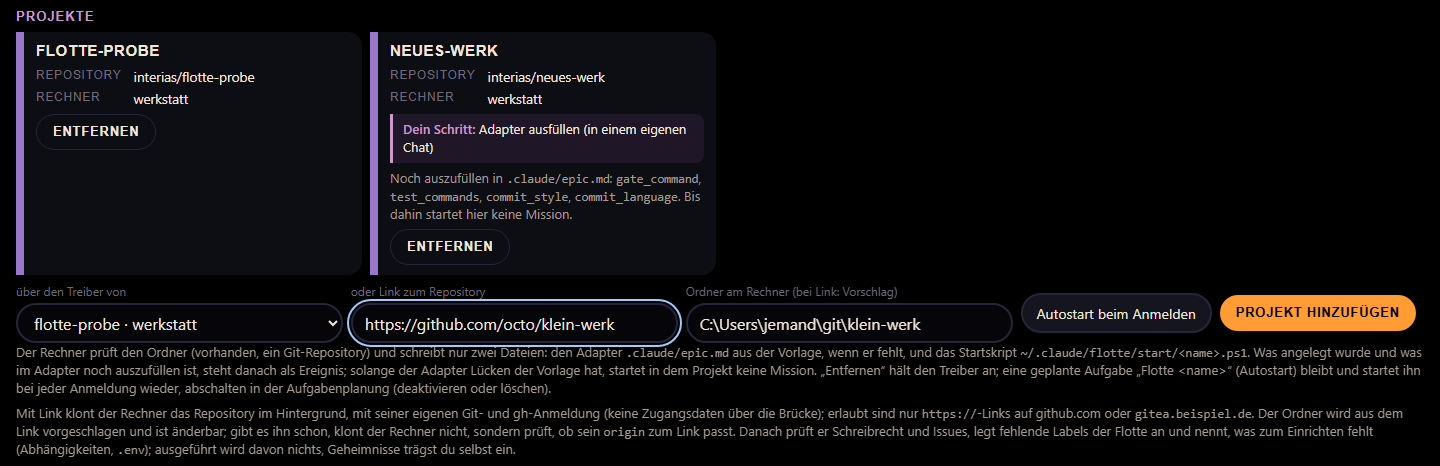 PROJEKTE
FLOTTE-PROBE
REPOSITORY interias/flotte-probe
RECHNER werkstatt
ENTFERNEN
NEUES-WERK
REPOSITORY interias/neues-werk
RECHNER werkstatt
Dein Schritt: Adapter ausfüllen (in einem eigenen
Chat)
Noch auszufüllen in .claude/epic.md: gate_command,
test_commands, commit_style, commit_language. Bis
dahin startet hier keine Mission.
ENTFERNEN
über den Treiber von
flotte-probe · werkstatt
oder Link zum Repository
https://github.com/octo/klein-werk
Ordner am Rechner (bei Link: Vorschlag)
C:\Users\jemand\git\klein-werk
Autostart beim Anmelden
PROJEKT HINZUFÜGEN
Der Rechner prüft den Ordner (vorhanden, ein Git-Repository) und schreibt nur zwei Dateien: den Adapter .claude/epic.md aus der Vorlage, wenn er fehlt, und das Startskript ~/.claude/flotte/start/<name>.ps1. Was angelegt wurde und was
im Adapter noch auszufüllen ist, steht danach als Ereignis; solange der Adapter Lücken der Vorlage hat, startet in dem Projekt keine Mission. „Entfernen“ hält den Treiber an; eine geplante Aufgabe „Flotte <name>“ (Autostart) bleibt und startet ihn
bei jeder Anmeldung wieder, abschalten in der Aufgabenplanung (deaktivieren oder löschen).
Mit Link klont der Rechner das Repository im Hintergrund, mit seiner eigenen Git- und gh-Anmeldung (keine Zugangsdaten über die Brücke); erlaubt sind nur https://-Links auf github.com oder gitea.beispiel.de. Der Ordner wird aus dem
Link vorgeschlagen und ist änderbar; gibt es ihn schon, klont der Rechner nicht, sondern prüft, ob sein origin zum Link passt. Danach prüft er Schreibrecht und Issues, legt fehlende Labels der Flotte an und nennt, was zum Einrichten fehlt
(Abhängigkeiten, .env); ausgeführt wird davon nichts, Geheimnisse trägst du selbst ein.